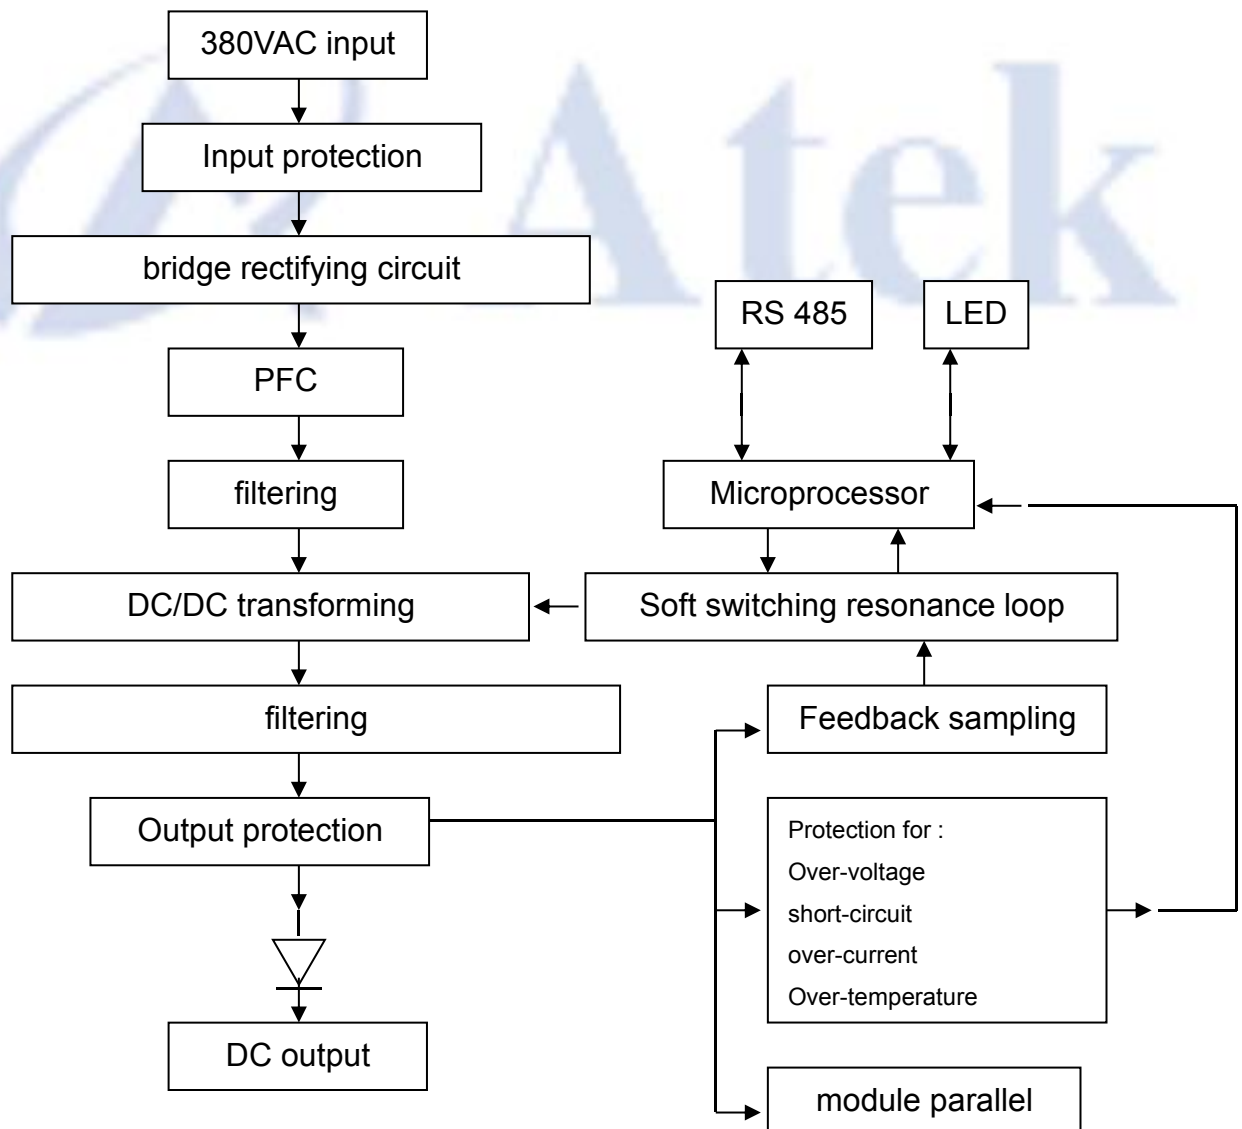 380VAC input
Input protection
bridge rectifying circuit
PFC
filtering
DC/DC transforming
filtering
Output protection
DC output
Atek
RS 485
LED
Microprocessor
Soft switching resonance loop
Feedback sampling
Protection for :
Over-voltage
short-circuit
over-current
Over-temperature
module parallel